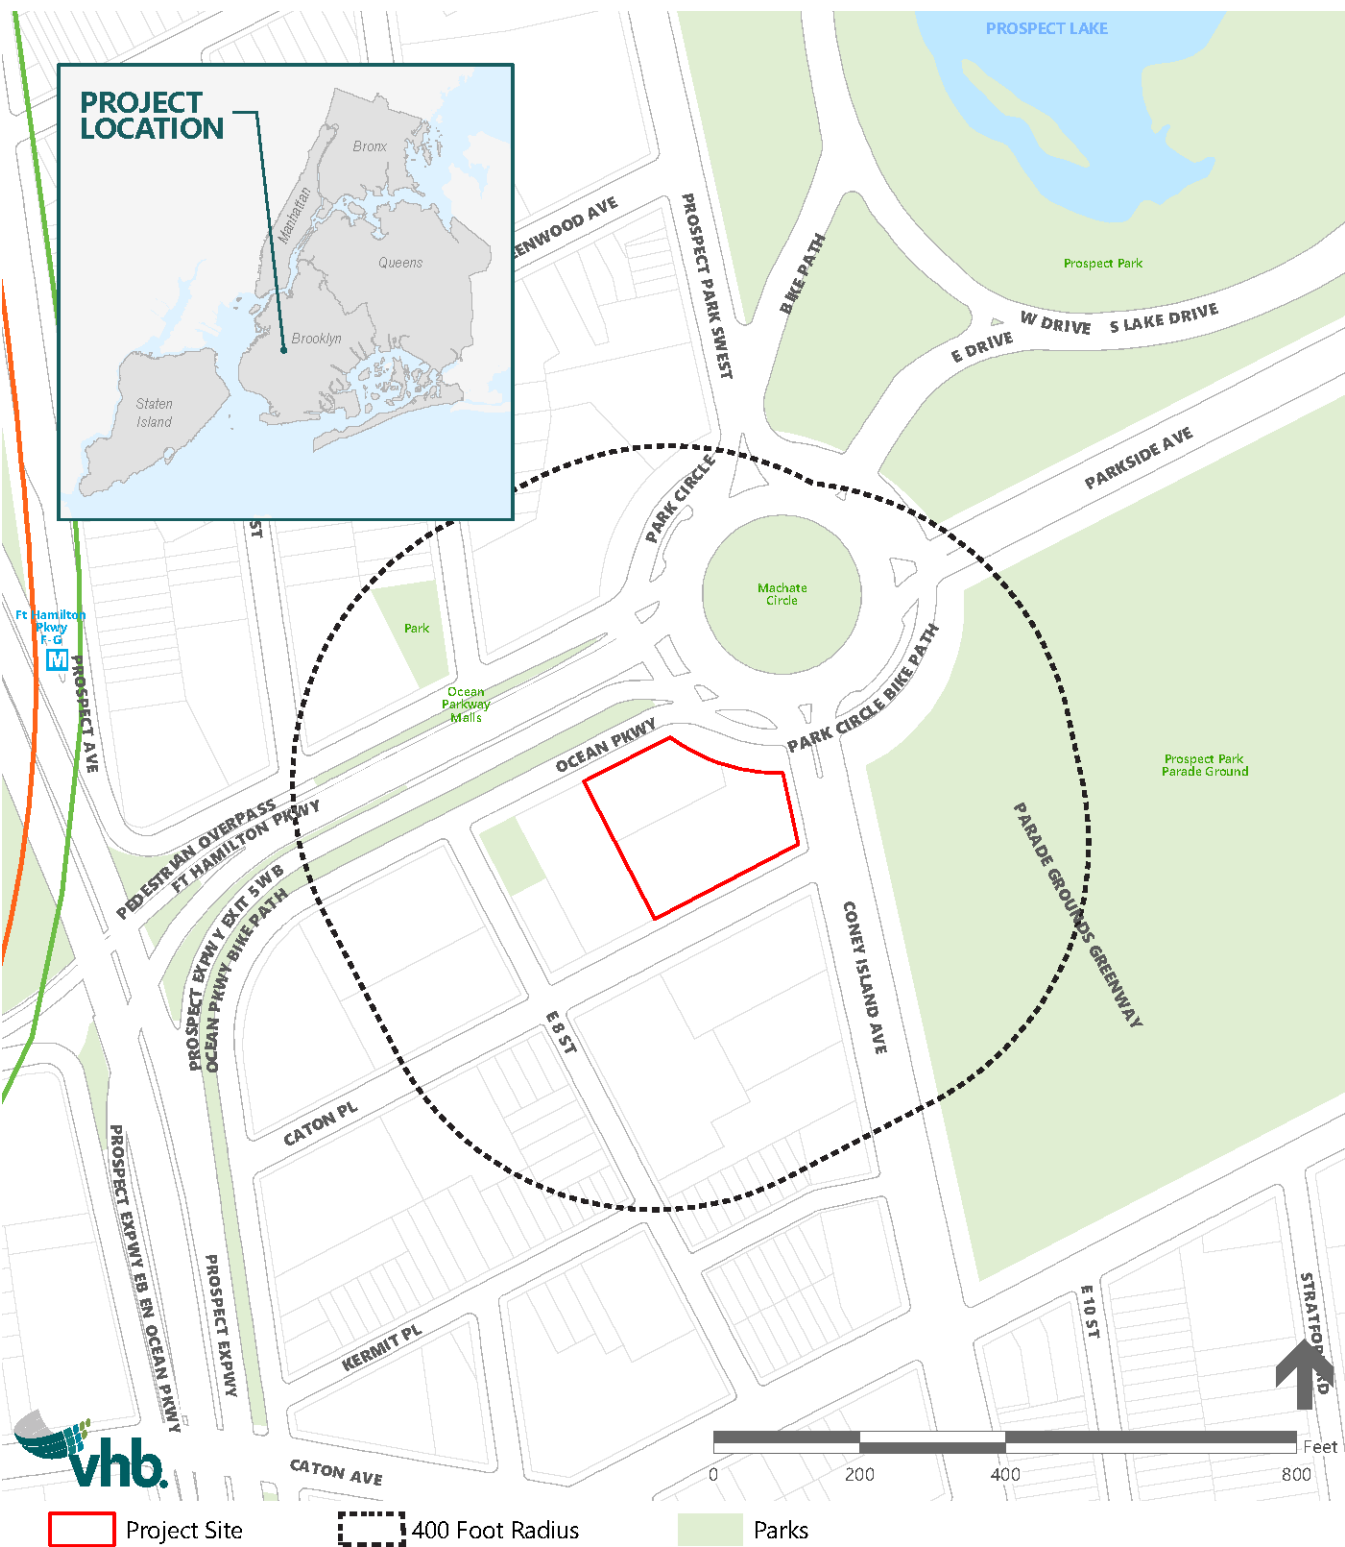 PROSPECT LAKE
PROJECT
LOCATION
Bronx
Manhattan
Queens
Brooklyn
Staten
Island
ENWOOD AVE
PROSPECT PARK SWEST
BIKE PATH
Prospect Park
W DRIVE
S LAKE DRIVE
E DRIVE
PARKSIDE AVE
PARK CIRCLE
ST
Machate
Circle
Ft Hamilton
Pkwy
F-G
M
PROSPECT AVE
Park
Ocean
Parkway
Malls
OCEAN PKWY
PARK CIRCLE BIKE PATH
Prospect Park
Parade Ground
PARADE GROUNDS GREENWAY
PEDESTRIAN OVERPASS
FT HAMILTON PKWY
PROSPECT EXPWY EXIT 5 WB
OCEAN PKWY BIKE PATH
CONEY ISLAND AVE
E 8 ST
CATON PL
PROSPECT EXPWY EB EN OCEAN PKWY
PROSPECT EXPWY
KERMIT PL
E 10 ST
CATON AVE
vhb.
Feet
0
200
400
800
Project Site
400 Foot Radius
Parks